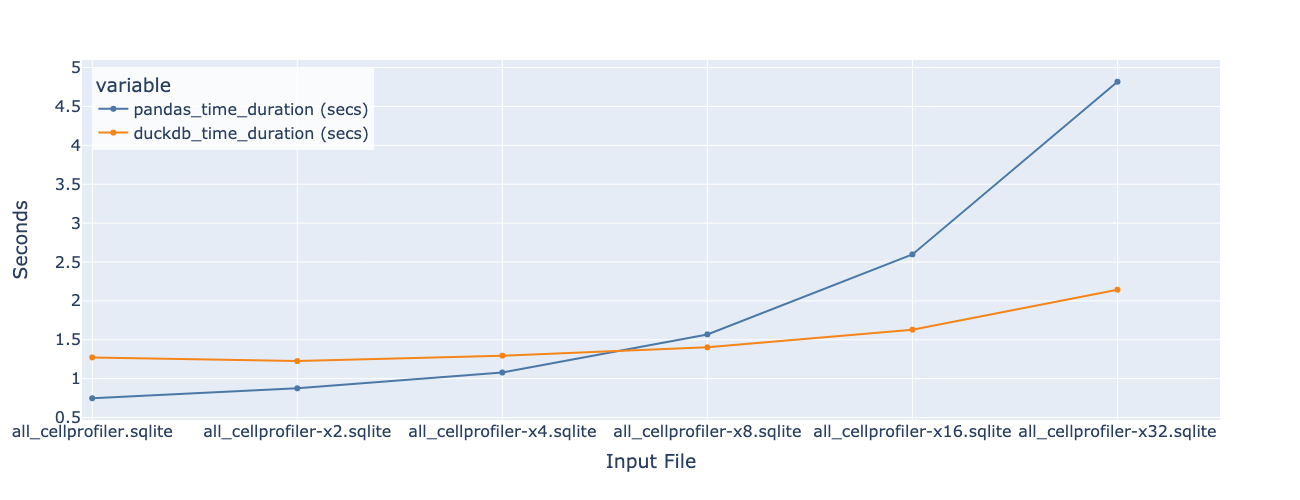 variable
pandas_time_duration (secs)
duckdb_time_duration (secs)
5
4.5
4
3.5
3
2.5
2
1.5
1
0.5
Seconds
all_cellprofiler.sqlite all_cellprofiler-x2.sqlite all_cellprofiler-x4.sqlite all_cellprofiler-x8.sqlite all_cellprofiler-x16.sqlite all_cellprofiler-x32.sqlite
Input File